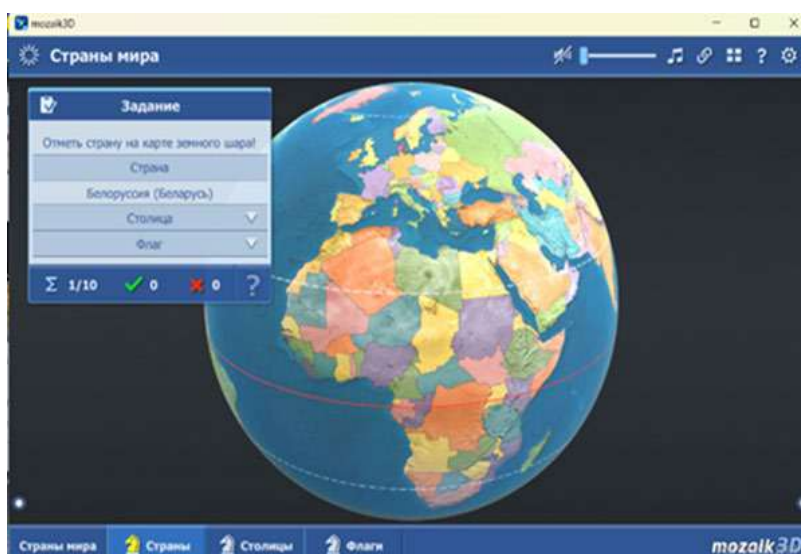 mozaik3D
Страны мира
?
Задание
Отметь страну на карте земного шара!
Страна
Белоруссия (Беларусь)
Столица
Флаг
Σ 1/10 0 0 ?
Страны мира Страны Столицы Флаги mozaik3D